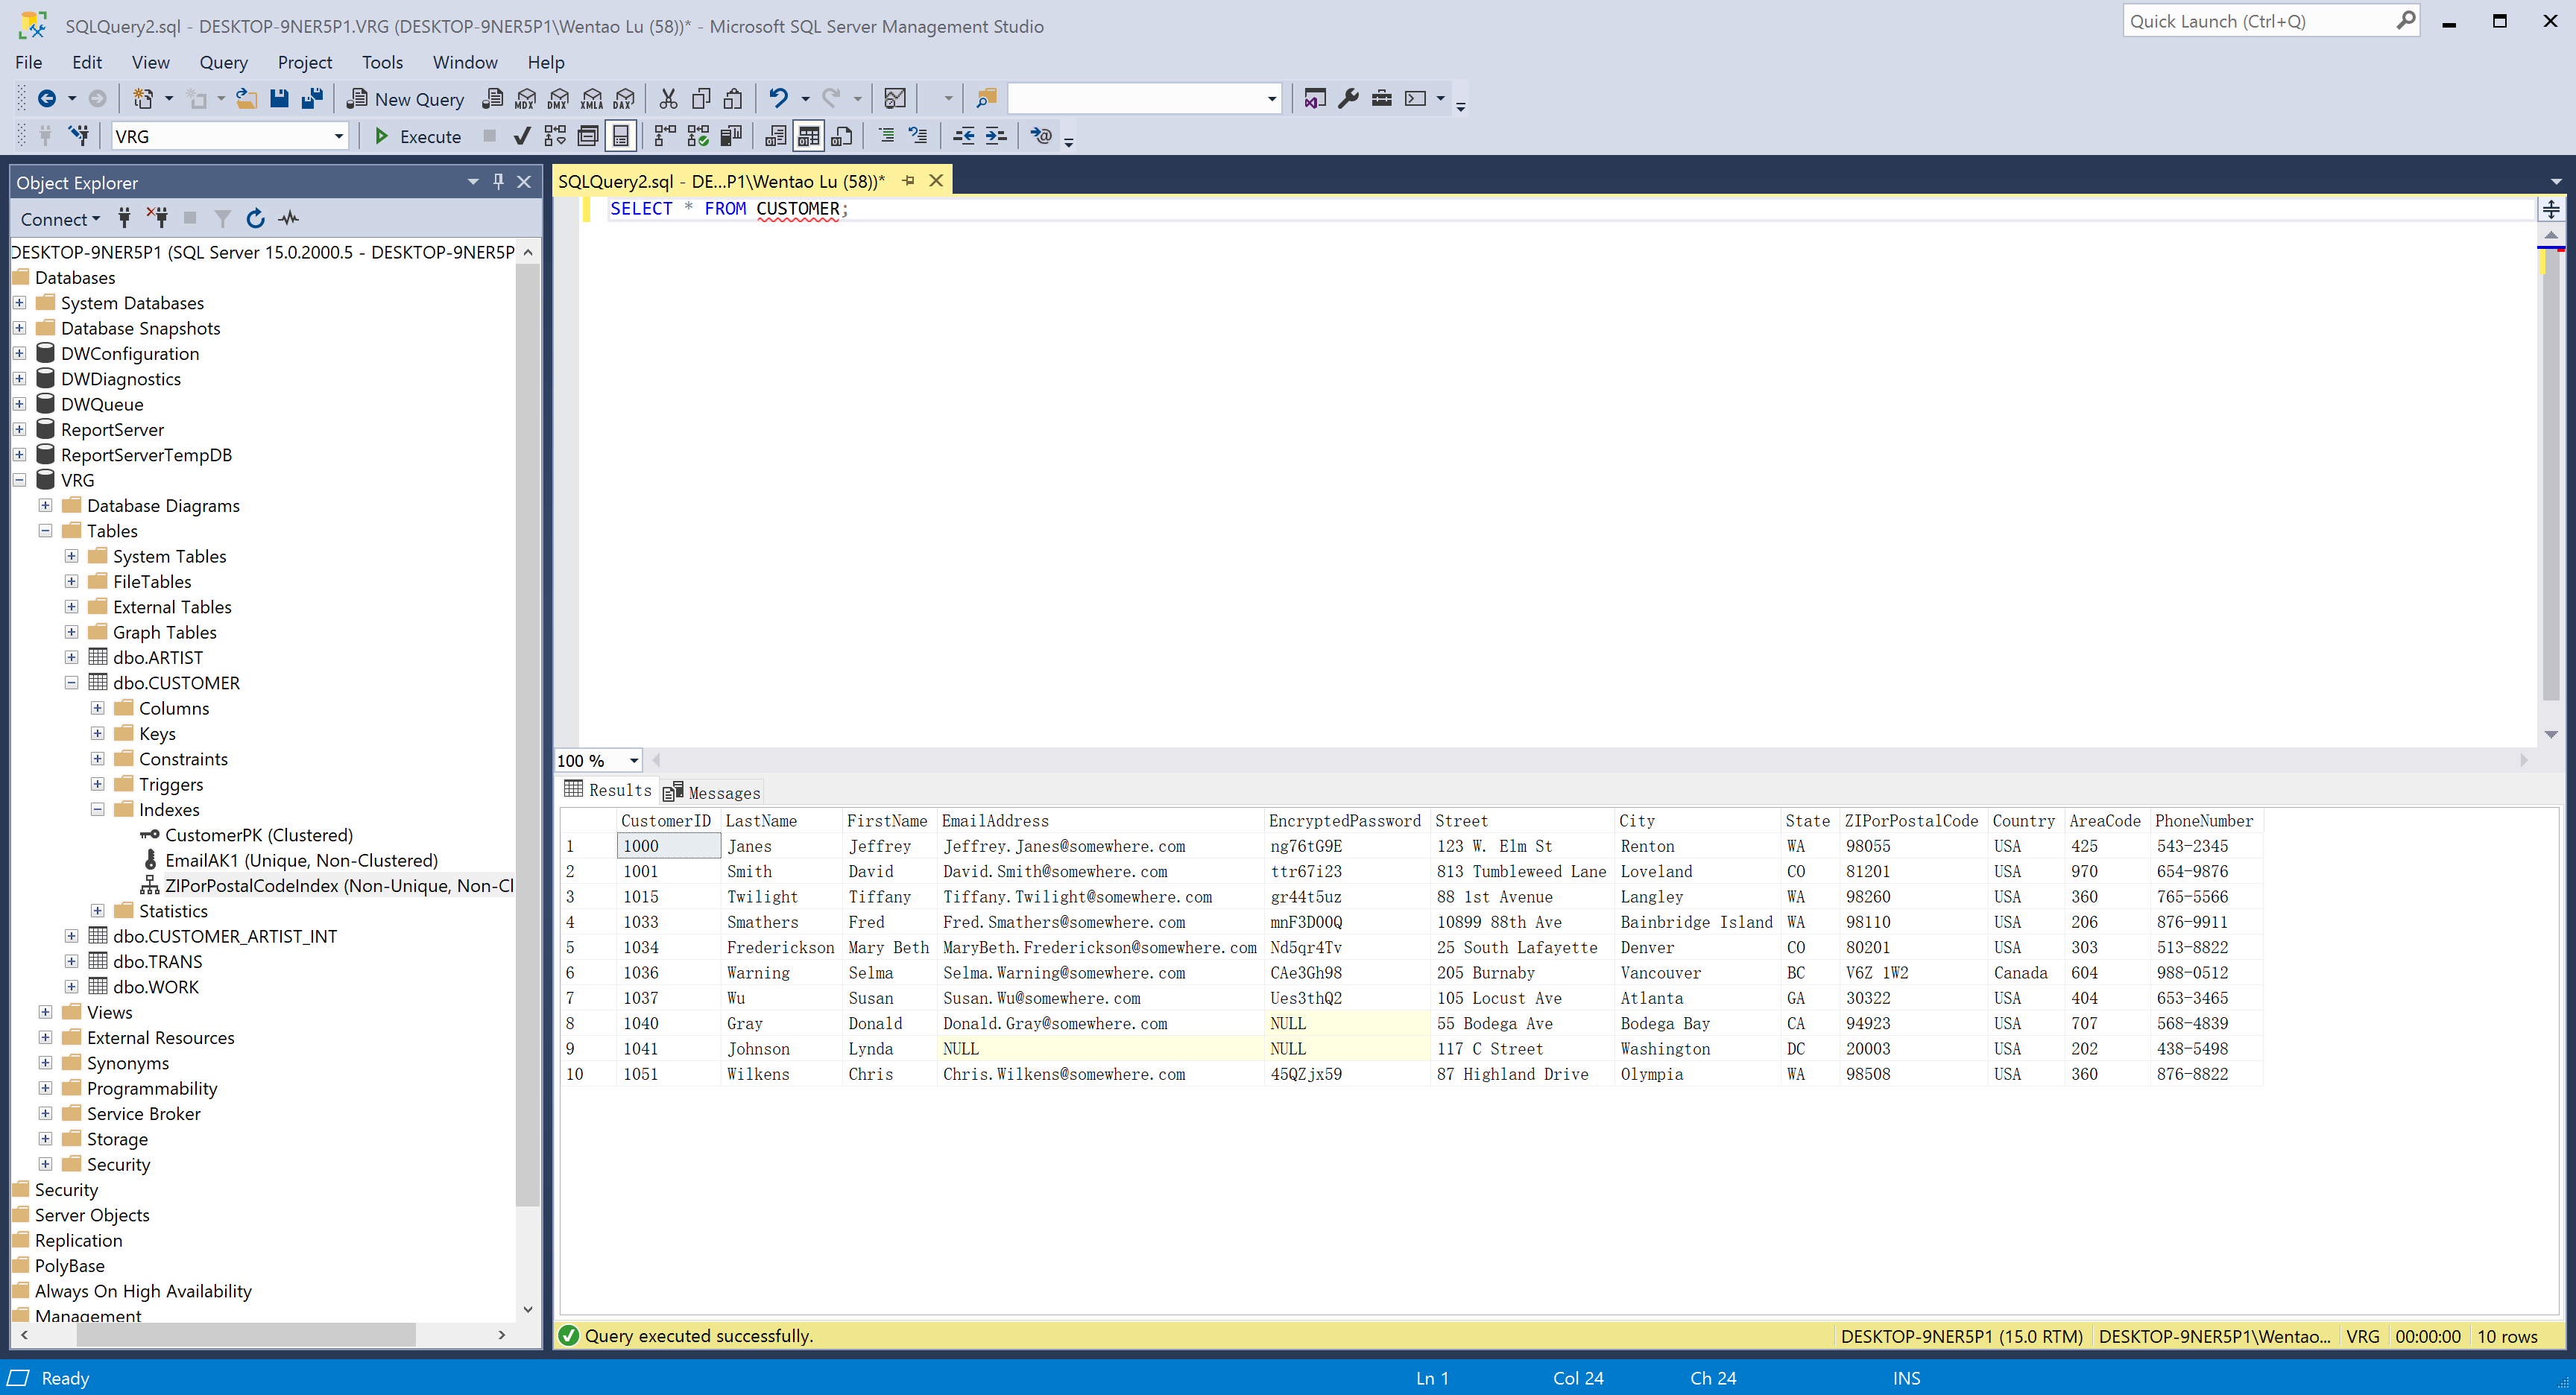 SQLQuery2.sql - DESKTOP-9NER5P1.VRG (DESKTOP-9NER5P1\Wentao Lu (58))* - Microsoft SQL Server Management Studio
Quick Launch (Ctrl+Q)
File Edit View Query Project Tools Window Help
New Query MDX DMX XMLA DAX
VRG Execute
Object Explorer
Connect
DESKTOP-9NER5P1 (SQL Server 15.0.2000.5 - DESKTOP-9NER5P
Databases
System Databases
Database Snapshots
DWConfiguration
DWDiagnostics
DWQueue
ReportServer
ReportServerTempDB
VRG
Database Diagrams
Tables
System Tables
FileTables
External Tables
Graph Tables
dbo.ARTIST
dbo.CUSTOMER
Columns
Keys
Constraints
Triggers
Indexes
CustomerPK (Clustered)
EmailAK1 (Unique, Non-Clustered)
ZIPorPostalCodeIndex (Non-Unique, Non-Cl
Statistics
dbo.CUSTOMER_ARTIST_INT
dbo.TRANS
dbo.WORK
Views
External Resources
Synonyms
Programmability
Service Broker
Storage
Security
Security
Server Objects
Replication
PolyBase
Always On High Availability
Management
SQLQuery2.sql - DE...P1\Wentao Lu (58))*
SELECT * FROM CUSTOMER;
100 %
Results Messages
CustomerID LastName FirstName EmailAddress EncryptedPassword Street City State ZIPorPostalCode Country AreaCode PhoneNumber
1 1000 Janes Jeffrey Jeffrey.Janes@somewhere.com ng76tG9E 123 W. Elm St Renton WA 98055 USA 425 543-2345
2 1001 Smith David David.Smith@somewhere.com ttr67i23 813 Tumbleweed Lane Loveland CO 81201 USA 970 654-9876
3 1015 Twilight Tiffany Tiffany.Twilight@somewhere.com gr44t5uz 88 1st Avenue Langley WA 98260 USA 360 765-5566
4 1033 Smathers Fred Fred.Smathers@somewhere.com mnF3D00Q 10899 88th Ave Bainbridge Island WA 98110 USA 206 876-9911
5 1034 Frederickson Mary Beth MaryBeth.Frederickson@somewhere.com Nd5qr4Tv 25 South Lafayette Denver CO 80201 USA 303 513-8822
6 1036 Warning Selma Selma.Warning@somewhere.com CAe3Gh98 205 Burnaby Vancouver BC V6Z 1W2 Canada 604 988-0512
7 1037 Wu Susan Susan.Wu@somewhere.com Ues3thQ2 105 Locust Ave Atlanta GA 30322 USA 404 653-3465
8 1040 Gray Donald Donald.Gray@somewhere.com NULL 55 Bodega Ave Bodega Bay CA 94923 USA 707 568-4839
9 1041 Johnson Lynda NULL NULL 117 C Street Washington DC 20003 USA 202 438-5498
10 1051 Wilkens Chris Chris.Wilkens@somewhere.com 45QZjx59 87 Highland Drive Olympia WA 98508 USA 360 876-8822
Query executed successfully. DESKTOP-9NER5P1 (15.0 RTM) DESKTOP-9NER5P1\Wentao... VRG 00:00:00 10 rows
Ready Ln 1 Col 24 Ch 24 INS